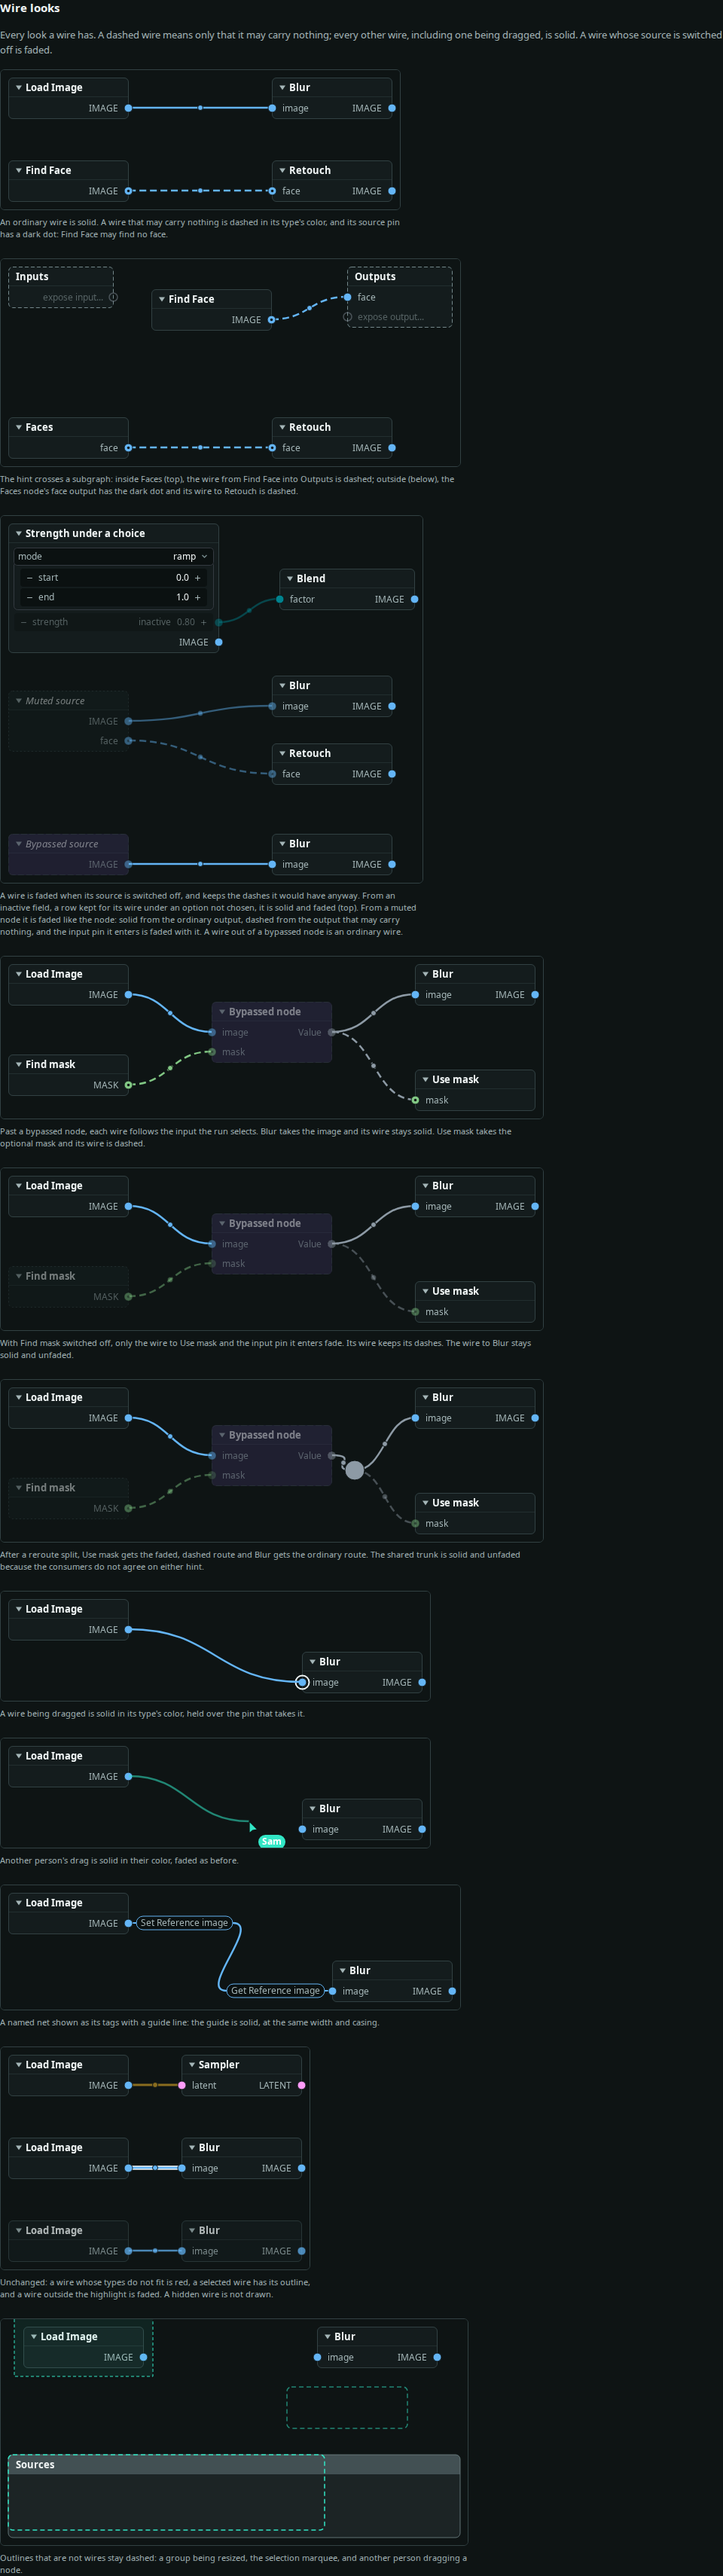 Wire looks
Every look a wire has. A dashed wire means only that it may carry nothing; every other wire, including one being dragged, is solid. A wire whose source is switched
off is faded.
Load Image
IMAGE
Blur
image IMAGE
Find Face
IMAGE
Retouch
face IMAGE
An ordinary wire is solid. A wire that may carry nothing is dashed in its type's color, and its source pin
has a dark dot: Find Face may find no face.
Inputs
expose input...
Find Face
IMAGE
Outputs
face
expose output...
Faces
face
Retouch
face IMAGE
The hint crosses a subgraph: inside Faces (top), the wire from Find Face into Outputs is dashed; outside (below), the
Faces node's face output has the dark dot and its wire to Retouch is dashed.
Strength under a choice
mode ramp
− start 0.0 +
− end 1.0 +
− strength inactive 0.80 +
IMAGE
Blend
factor IMAGE
Muted source
IMAGE
face
Blur
image IMAGE
Retouch
face IMAGE
Bypassed source
IMAGE
Blur
image IMAGE
A wire is faded when its source is switched off, and keeps the dashes it would have anyway. From an
inactive field, a row kept for its wire under an option not chosen, it is solid and faded (top). From a muted
node it is faded like the node: solid from the ordinary output, dashed from the output that may carry
nothing, and the input pin it enters is faded with it. A wire out of a bypassed node is an ordinary wire.
Load Image
IMAGE
Find mask
MASK
Bypassed node
image Value
mask
Blur
image IMAGE
Use mask
mask
Past a bypassed node, each wire follows the input the run selects. Blur takes the image and its wire stays solid. Use mask takes the
optional mask and its wire is dashed.
Load Image
IMAGE
Find mask
MASK
Bypassed node
image Value
mask
Blur
image IMAGE
Use mask
mask
With Find mask switched off, only the wire to Use mask and the input pin it enters fade. Its wire keeps its dashes. The wire to Blur stays
solid and unfaded.
Load Image
IMAGE
Find mask
MASK
Bypassed node
image Value
mask
Blur
image IMAGE
Use mask
mask
After a reroute split, Use mask gets the faded, dashed route and Blur gets the ordinary route. The shared trunk is solid and unfaded
because the consumers do not agree on either hint.
Load Image
IMAGE
Blur
image IMAGE
A wire being dragged is solid in its type's color, held over the pin that takes it.
Load Image
IMAGE
Blur
image IMAGE
Sam
Another person's drag is solid in their color, faded as before.
Load Image
IMAGE
Set Reference image
Get Reference image
Blur
image IMAGE
A named net shown as its tags with a guide line: the guide is solid, at the same width and casing.
Load Image
IMAGE
Sampler
latent LATENT
Load Image
IMAGE
Blur
image IMAGE
Load Image
IMAGE
Blur
image IMAGE
Unchanged: a wire whose types do not fit is red, a selected wire has its outline,
and a wire outside the highlight is faded. A hidden wire is not drawn.
Load Image
IMAGE
Blur
image IMAGE
Sources
Outlines that are not wires stay dashed: a group being resized, the selection marquee, and another person dragging a
node.